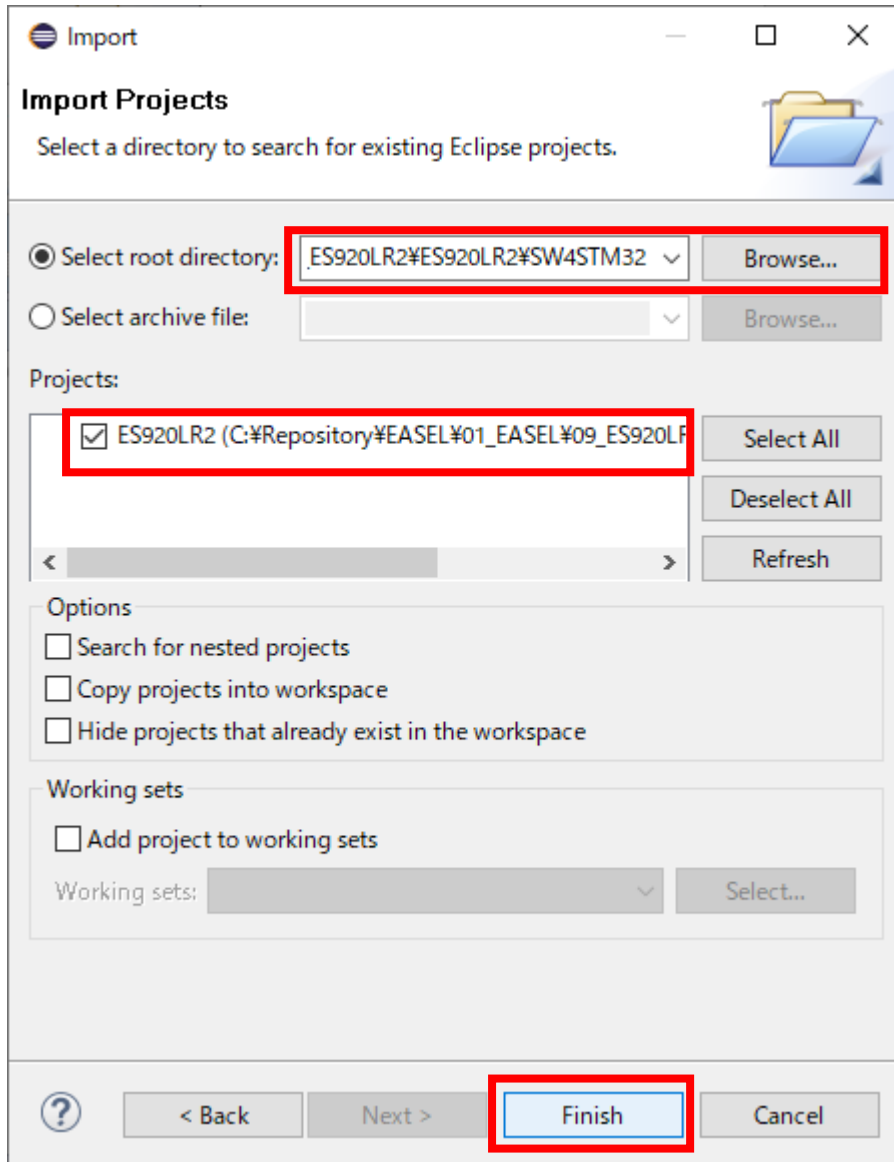 Import
Import Projects
Select a directory to search for existing Eclipse projects.
Select root directory: _ES920LR2¥ES920LR2¥SW4STM32 Browse...
Select archive file: Browse...
Projects:
ES920LR2 (C:¥Repository¥EASEL¥01_EASEL¥09_ES920LR Select All
Deselect All
Refresh
Options
Search for nested projects
Copy projects into workspace
Hide projects that already exist in the workspace
Working sets
Add project to working sets
Working sets: Select...
? < Back Next > Finish Cancel